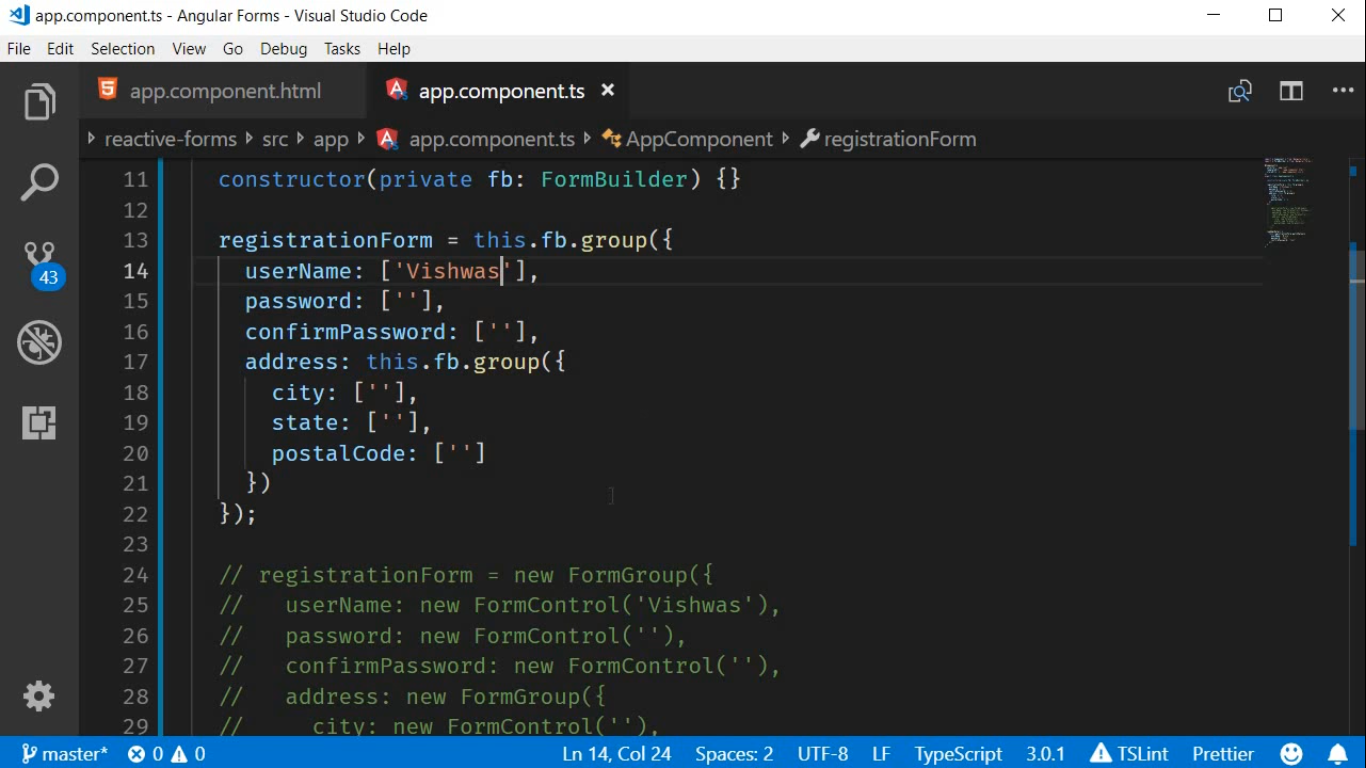 app.component.ts - Angular Forms - Visual Studio Code
File Edit Selection View Go Debug Tasks Help
app.component.html app.component.ts
reactive-forms src app app.component.ts AppComponent registrationForm
11 constructor(private fb: FormBuilder) {}
12
13 registrationForm = this.fb.group({
14 userName: ['Vishwas'],
15 password: [''],
16 confirmPassword: [''],
17 address: this.fb.group({
18 city: [''],
19 state: [''],
20 postalCode: ['']
21 })
22 });
23
24 // registrationForm = new FormGroup({
25 //   userName: new FormControl('Vishwas'),
26 //   password: new FormControl(''),
27 //   confirmPassword: new FormControl(''),
28 //   address: new FormGroup({
29 //     city: new FormControl(''),
43
master* 0 0 Ln 14, Col 24 Spaces: 2 UTF-8 LF TypeScript 3.0.1 TSLint Prettier